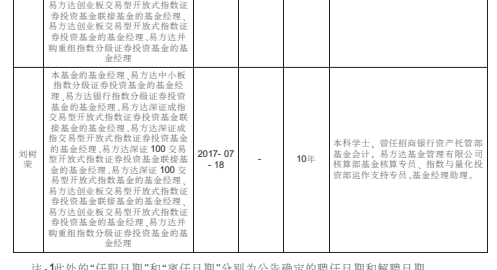 易方达创业板交易型开放式指数证
券投资基金联接基金的基金经理、
易方达创业板交易型开放式指数证
券投资基金的基金经理、易方达并
购重组指数分级证券投资基金的基
金经理
刘树
荣
本基金的基金经理、易方达中小板
指数分级证券投资基金的基金经
理、易方达银行指数分级证券投资
基金的基金经理、易方达深证成指
交易型开放式指数证券投资基金联
接基金的基金经理、易方达深证成
指交易型开放式指数证券投资基金
的基金经理、易方达深证 100 交易
型开放式指数证券投资基金联接基
金的基金经理、易方达深证 100 交
易型开放式指数基金的基金经理、
易方达创业板交易型开放式指数证
券投资基金联接基金的基金经理、
易方达创业板交易型开放式指数证
券投资基金的基金经理、易方达并
购重组指数分级证券投资基金的基
金经理
2017- 07
- 18
-
10年
本科学士，曾任招商银行资产托管部
基金会计，易方达基金管理有限公司
核算部基金核算专员、指数与量化投
资部运作支持专员、基金经理助理。
注:1.此处的“任职日期”和“离任日期”分别为公告确定的聘任日期和解聘日期